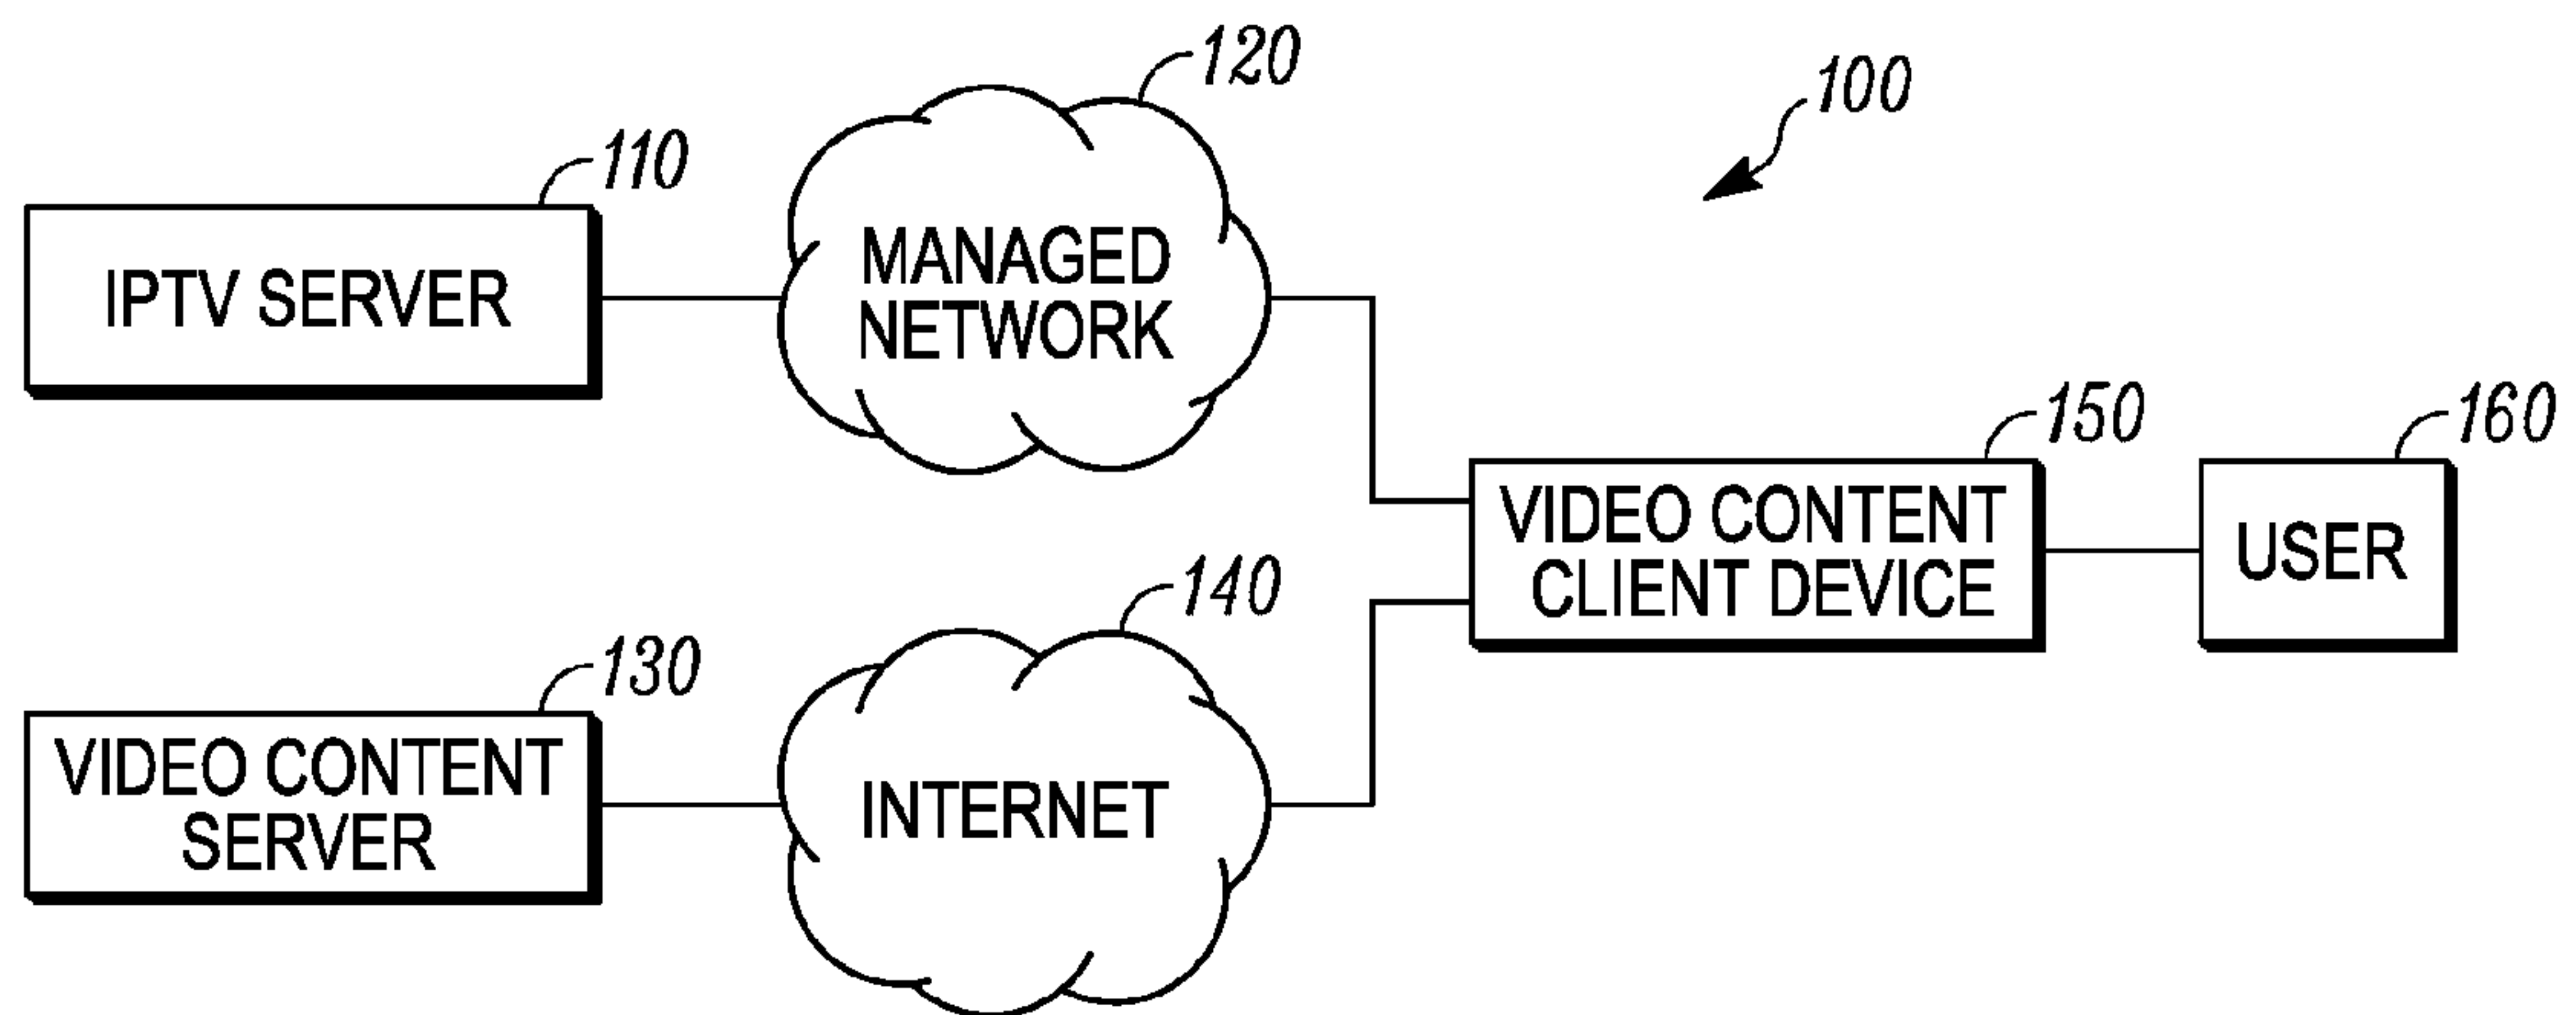 120
100
110
IPTV SERVER
MANAGED
NETWORK
150
160
VIDEO CONTENT
CLIENT DEVICE
USER
140
130
VIDEO CONTENT
SERVER
INTERNET